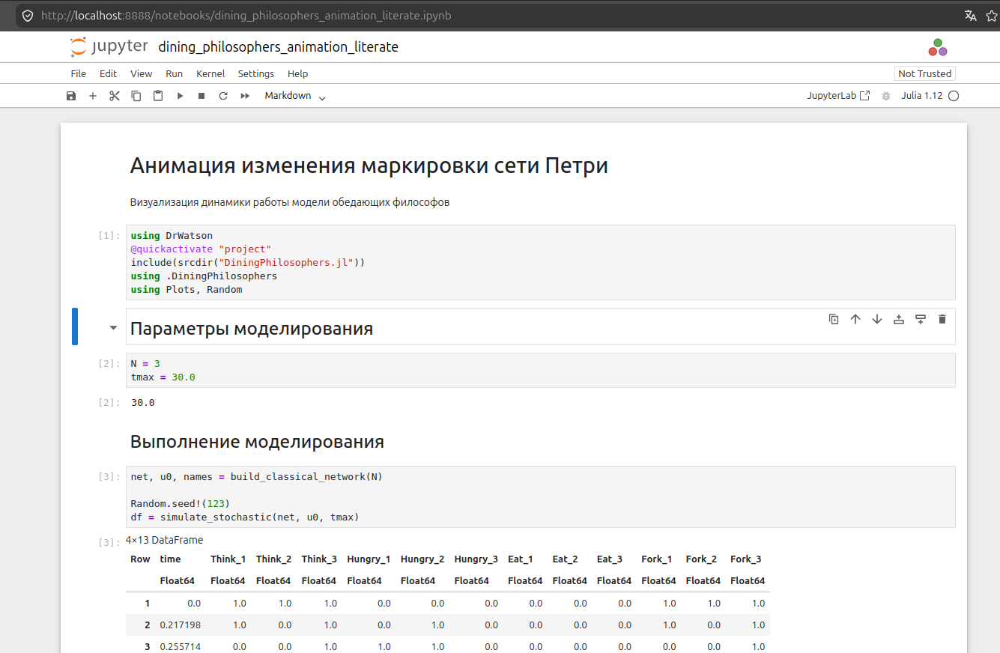 http://localhost:8888/notebooks/dining_philosophers_animation_literate.ipynb
jupyter dining_philosophers_animation_literate
File Edit View Run Kernel Settings Help Not Trusted
Markdown JupyterLab Julia 1.12
Анимация изменения маркировки сети Петри
Визуализация динамики работы модели обедающих философов
[1]: using DrWatson
@quickactivate "project"
include(srcdir("DiningPhilosophers.jl"))
using .DiningPhilosophers
using Plots, Random
Параметры моделирования
[2]: N = 3
tmax = 30.0
[2]: 30.0
Выполнение моделирования
[3]: net, u0, names = build_classical_network(N)
Random.seed!(123)
df = simulate_stochastic(net, u0, tmax)
[3]: 4×13 DataFrame
Row time Think_1 Think_2 Think_3 Hungry_1 Hungry_2 Hungry_3 Eat_1 Eat_2 Eat_3 Fork_1 Fork_2 Fork_3
Float64 Float64 Float64 Float64 Float64 Float64 Float64 Float64 Float64 Float64 Float64 Float64 Float64
1 0.0 1.0 1.0 1.0 0.0 0.0 0.0 0.0 0.0 0.0 1.0 1.0 1.0
2 0.217198 1.0 0.0 1.0 0.0 1.0 0.0 0.0 0.0 0.0 1.0 0.0 1.0
3 0.255714 0.0 0.0 1.0 1.0 1.0 0.0 0.0 0.0 0.0 0.0 0.0 1.0